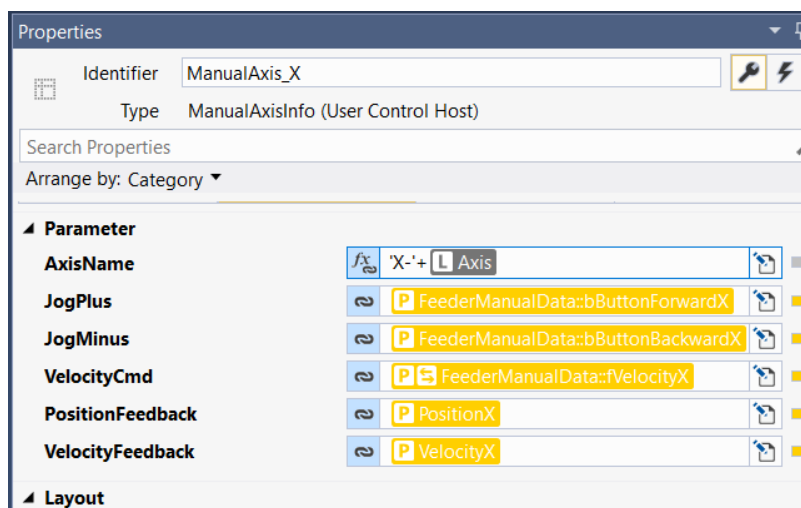 Properties
Identifier ManualAxis_X
Type ManualAxisInfo (User Control Host)
Search Properties
Arrange by: Category
Parameter
AxisName fx 'X-'+ L Axis
JogPlus P FeederManualData::bButtonForwardX
JogMinus P FeederManualData::bButtonBackwardX
VelocityCmd P FeederManualData::fVelocityX
PositionFeedback P PositionX
VelocityFeedback P VelocityX
Layout